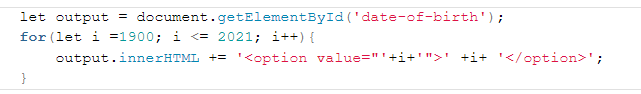 let output = document.getElementById('date-of-birth');
for(let i =1900; i <= 2021; i++){
    output.innerHTML += '<option value="'+i+'">' +i+ '</option>';
}